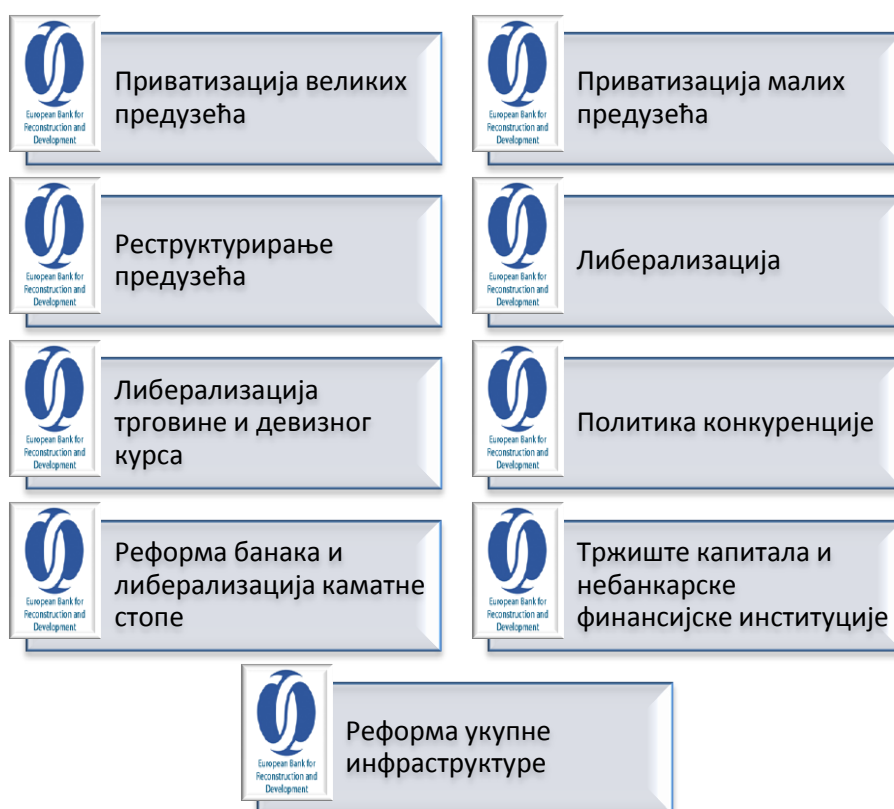 European Bank for
Reconstruction and
Development
Приватизација великих
предузећа
European Bank for
Reconstruction and
Development
Приватизација малих
предузећа
European Bank for
Reconstruction and
Development
Реструктурирање
предузећа
European Bank for
Reconstruction and
Development
Либерализација
European Bank for
Reconstruction and
Development
Либерализација
трговине и девизног
курса
European Bank for
Reconstruction and
Development
Политика конкуренције
European Bank for
Reconstruction and
Development
Реформа банака и
либерализација каматне
стопе
European Bank for
Reconstruction and
Development
Тржиште капитала и
небанкарске
финансијске институције
European Bank for
Reconstruction and
Development
Реформа укупне
инфраструктуре